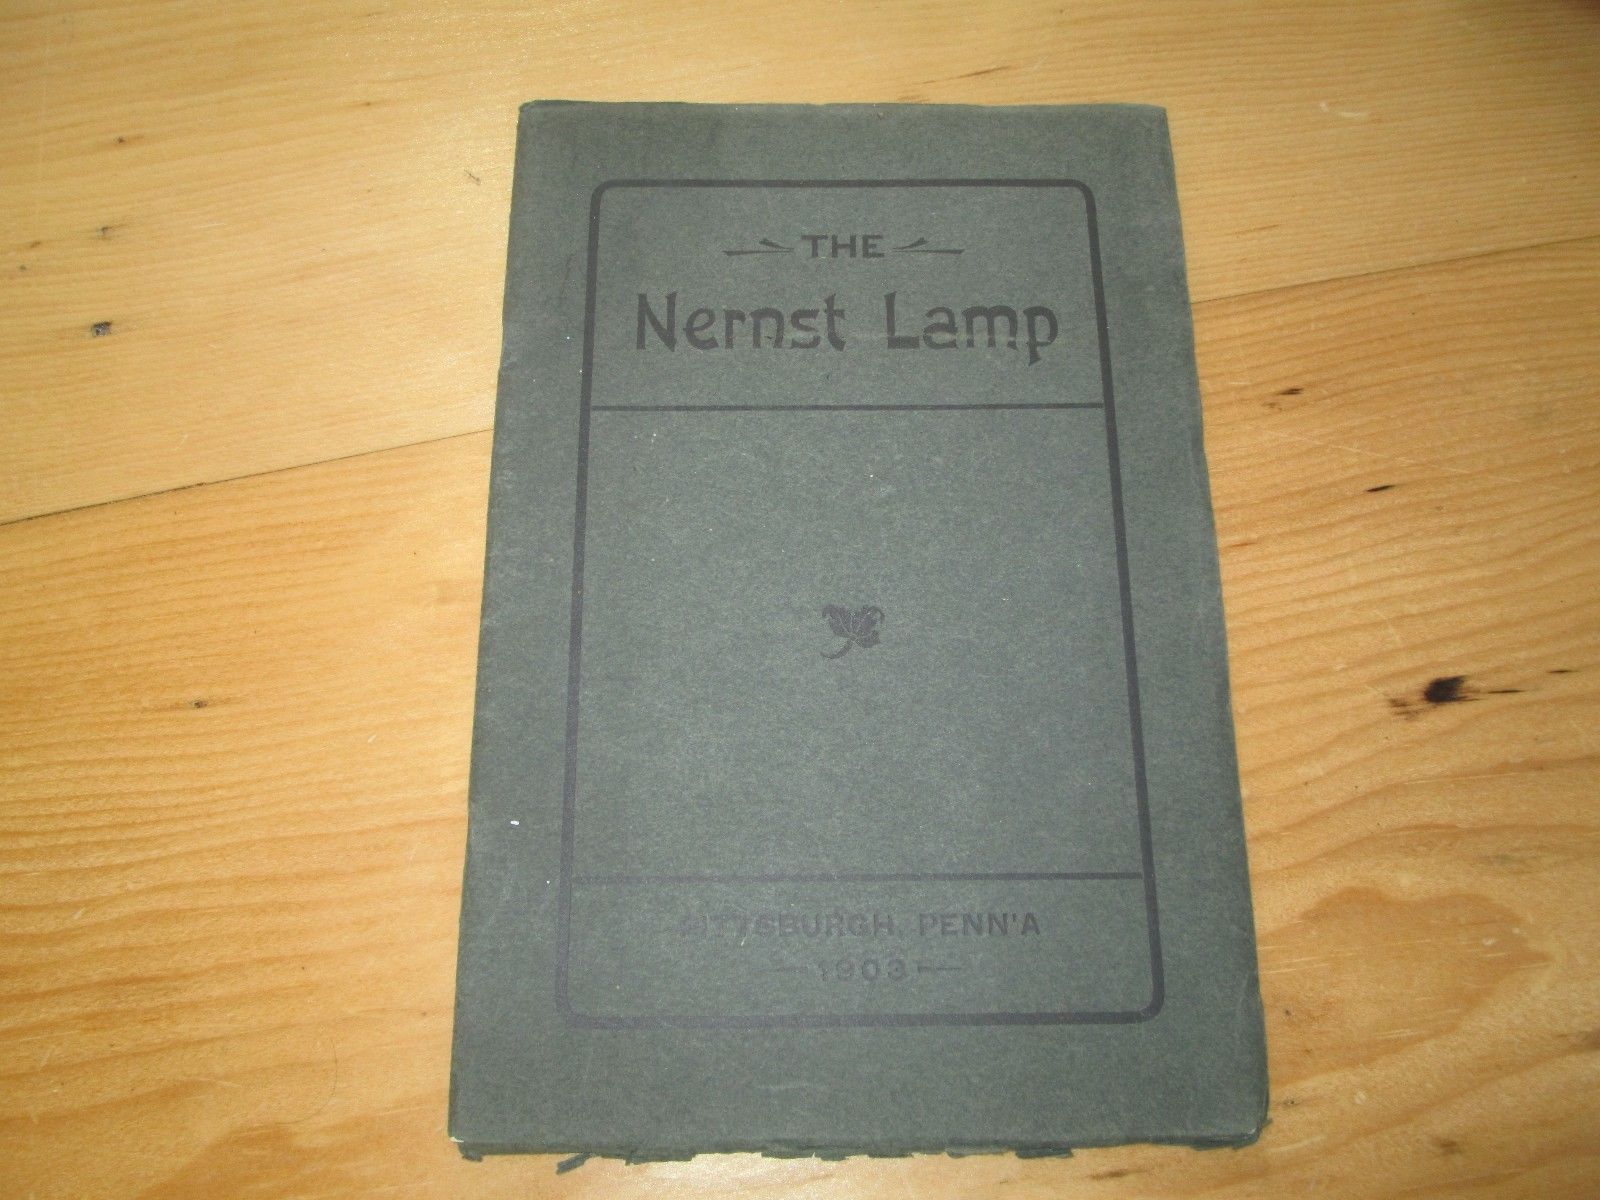 THE
Nernst Lamp
PITTSBURGH, PENN'A
1903